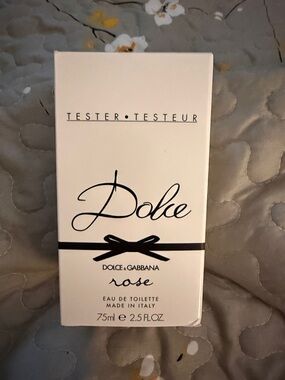 TESTER • TESTEUR
Dolce
DOLCE & GABBANA
rose
EAU DE TOILETTE
MADE IN ITALY
75ml ℮ 2.5 FL.OZ.